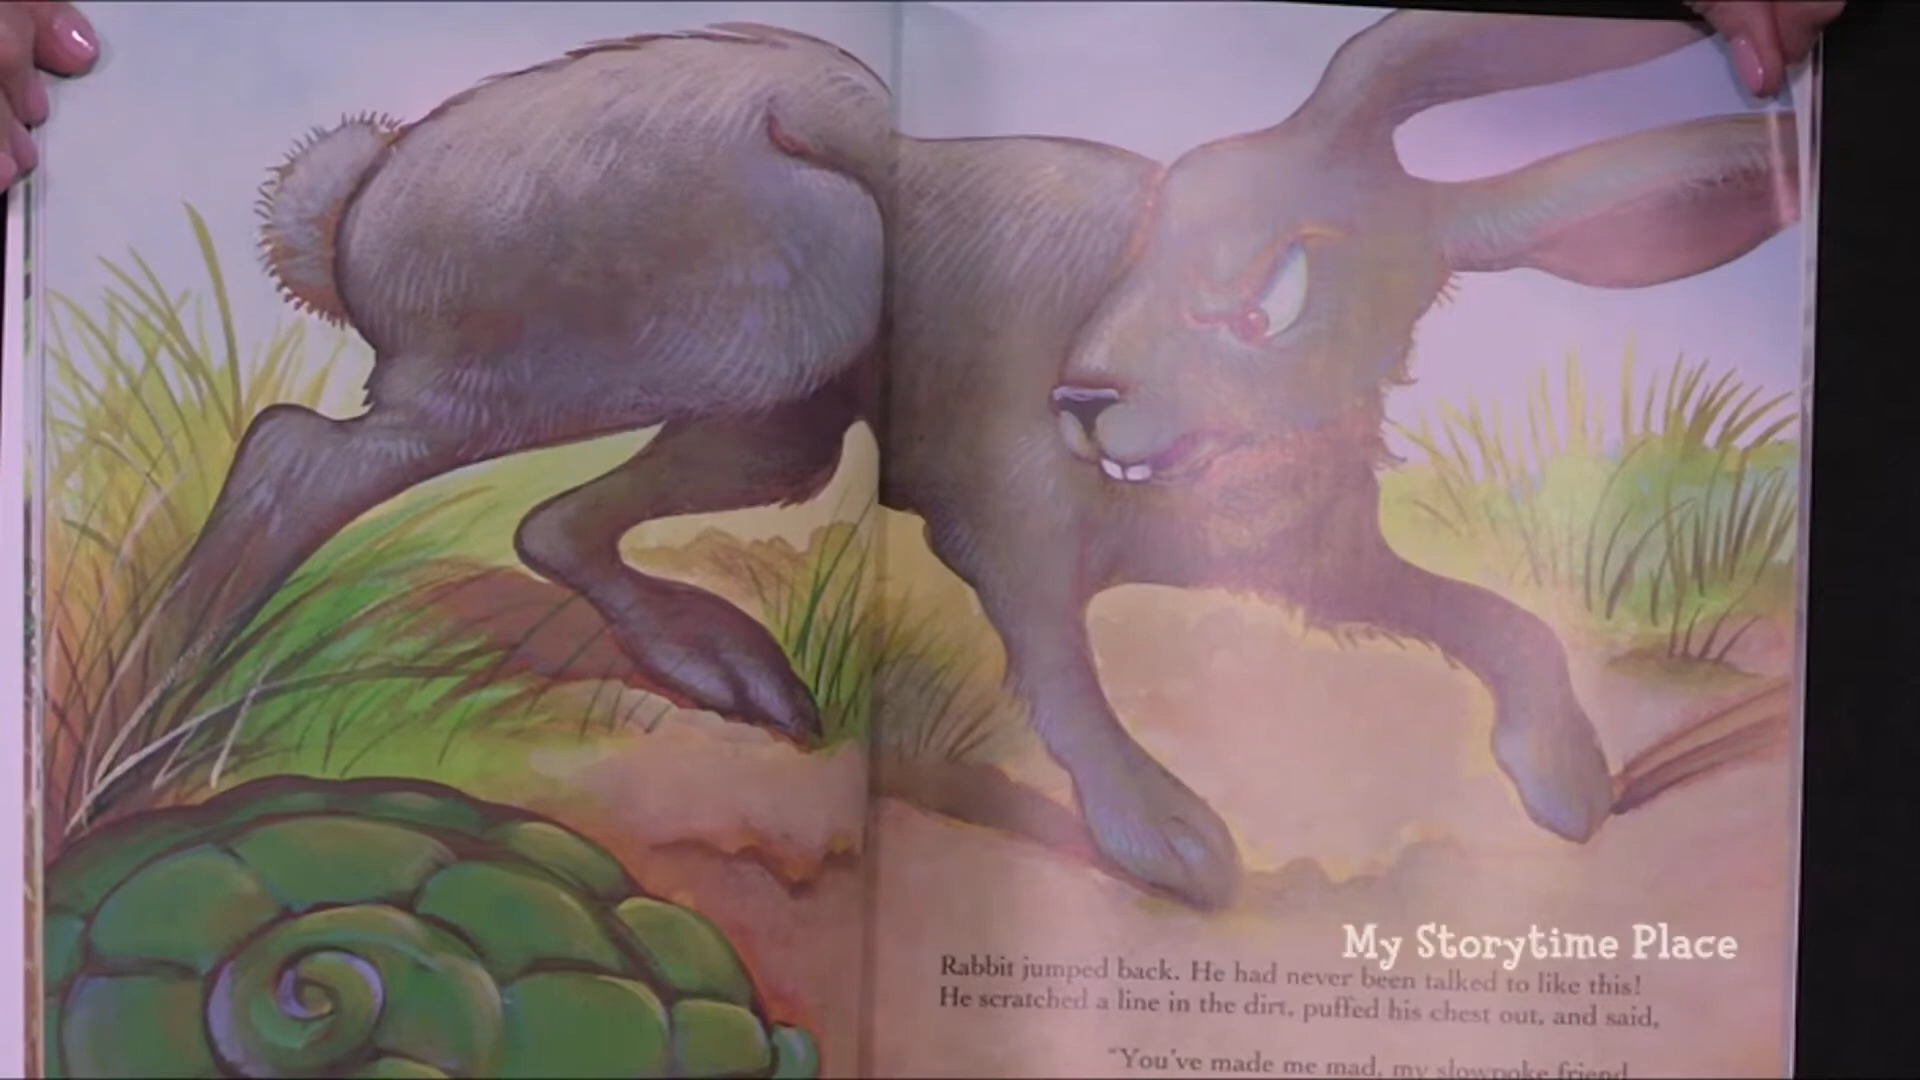 My Storytime Place
Rabbit jumped back. He had never been talked to like this!
He scratched a line in the dirt, puffed his chest out, and said,
"You've made me mad, my slowpoke friend